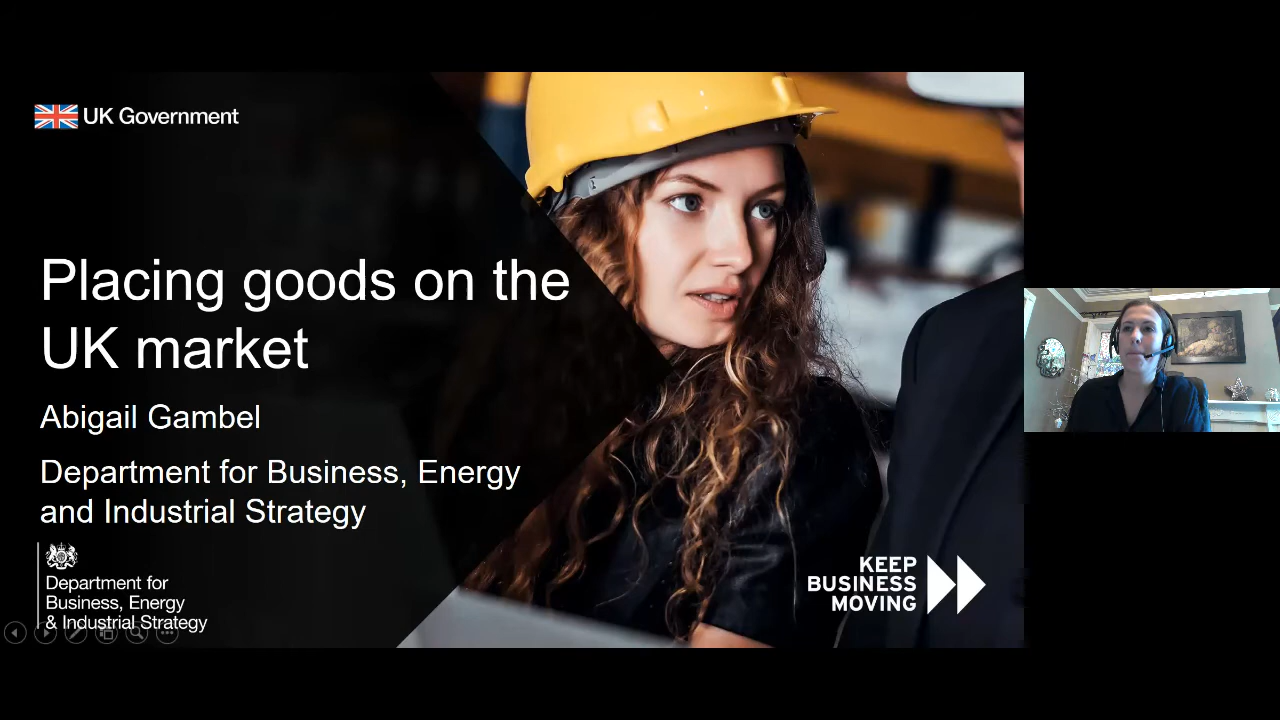 UK Government
Placing goods on the
UK market
Abigail Gambel
Department for Business, Energy
and Industrial Strategy
Department for
Business, Energy
& Industrial Strategy
KEEP
BUSINESS
MOVING